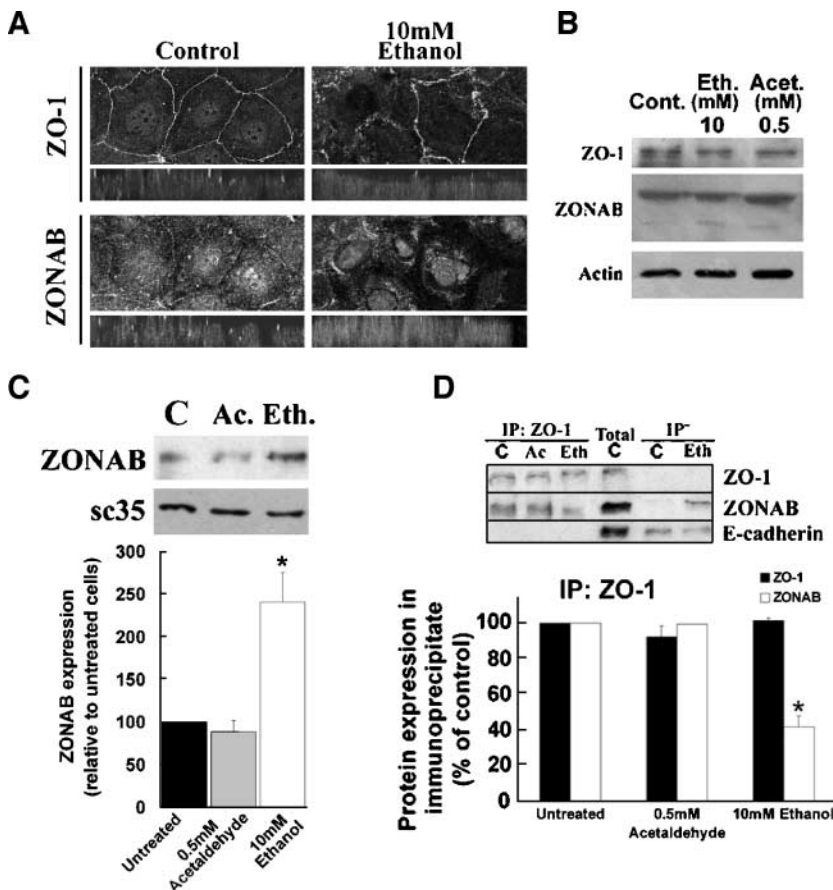 A
Control
10mM
Ethanol
ZO-1
ZONAB
B
Cont.
Eth.
(mM)
10
Acet.
(mM)
0.5
ZO-1
ZONAB
Actin
C
C Ac. Eth.
ZONAB
sc35
ZONAB expression
(relative to untreated cells)
300
250
200
150
100
50
0
*
Untreated
0.5mM
Acetaldehyde
10mM
Ethanol
D
IP: ZO-1 Total IP-
C Ac Eth C C Eth
ZO-1
ZONAB
E-cadherin
IP: ZO-1
ZO-1
ZONAB
Protein expression in
immunoprecipitate
(% of control)
100
80
60
40
20
0
*
Untreated
0.5mM
Acetaldehyde
10mM Ethanol